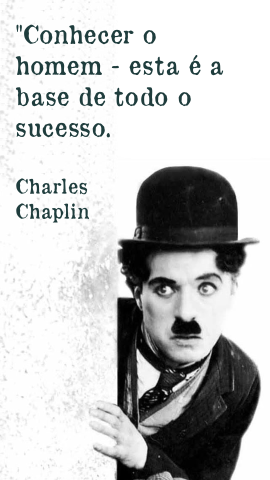 "Conhecer o
homem - esta é a
base de todo o
sucesso.
Charles
Chaplin